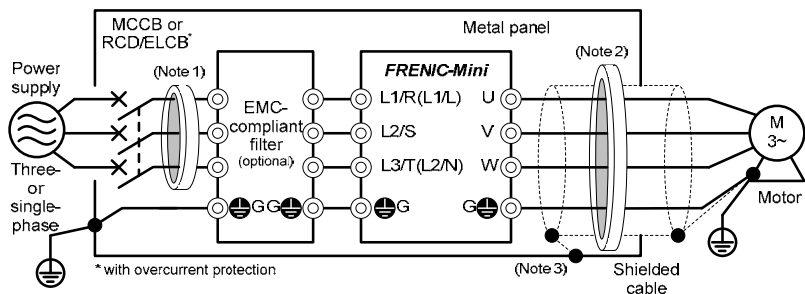 MCCB or
RCD/ELCB*
Metal panel
Power
supply
(Note 1)
(Note 2)
FRENIC-Mini
EMC-
compliant
filter
(optional)
L1/R(L1/L)
U
L2/S
V
L3/T(L2/N)
W
M
3~
Three-
or
single-
phase
G
G
G
G
Motor
* with overcurrent protection
(Note 3)
Shielded
cable